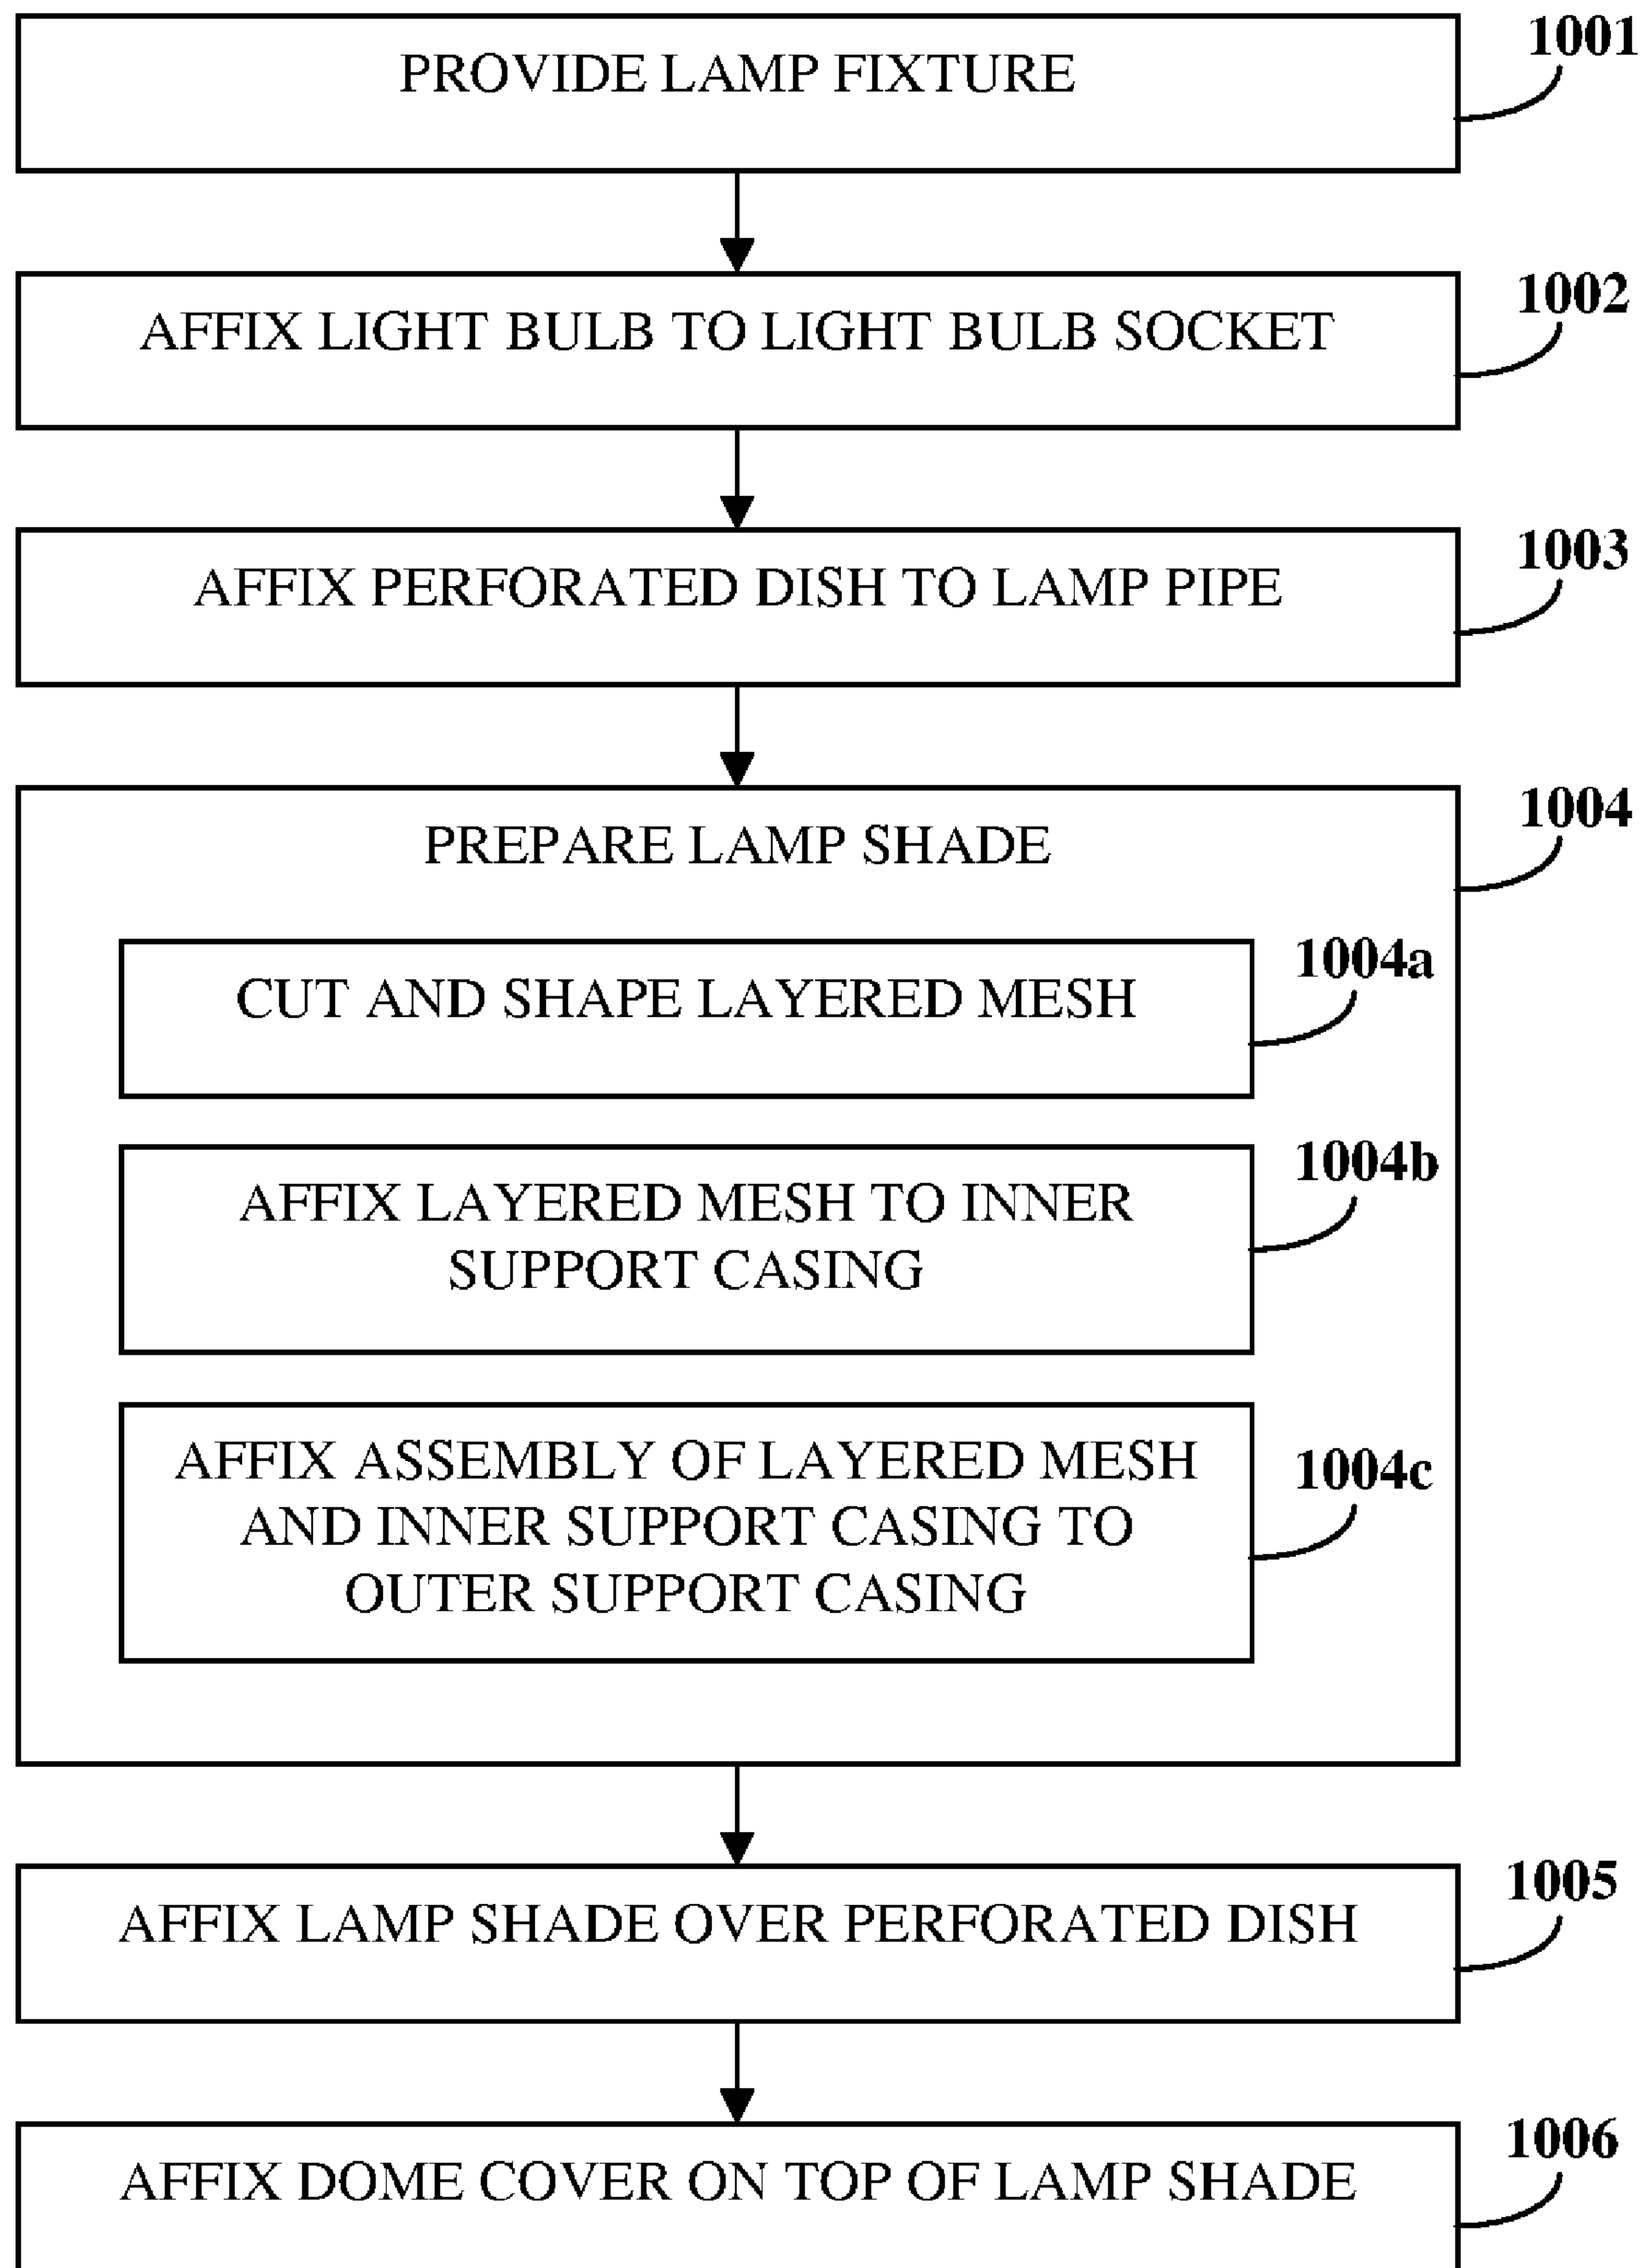 PROVIDE LAMP FIXTURE
1001
AFFIX LIGHT BULB TO LIGHT BULB SOCKET
1002
AFFIX PERFORATED DISH TO LAMP PIPE
1003
PREPARE LAMP SHADE
1004
CUT AND SHAPE LAYERED MESH
1004a
AFFIX LAYERED MESH TO INNER
SUPPORT CASING
1004b
AFFIX ASSEMBLY OF LAYERED MESH
AND INNER SUPPORT CASING TO
OUTER SUPPORT CASING
1004c
AFFIX LAMP SHADE OVER PERFORATED DISH
1005
AFFIX DOME COVER ON TOP OF LAMP SHADE
1006